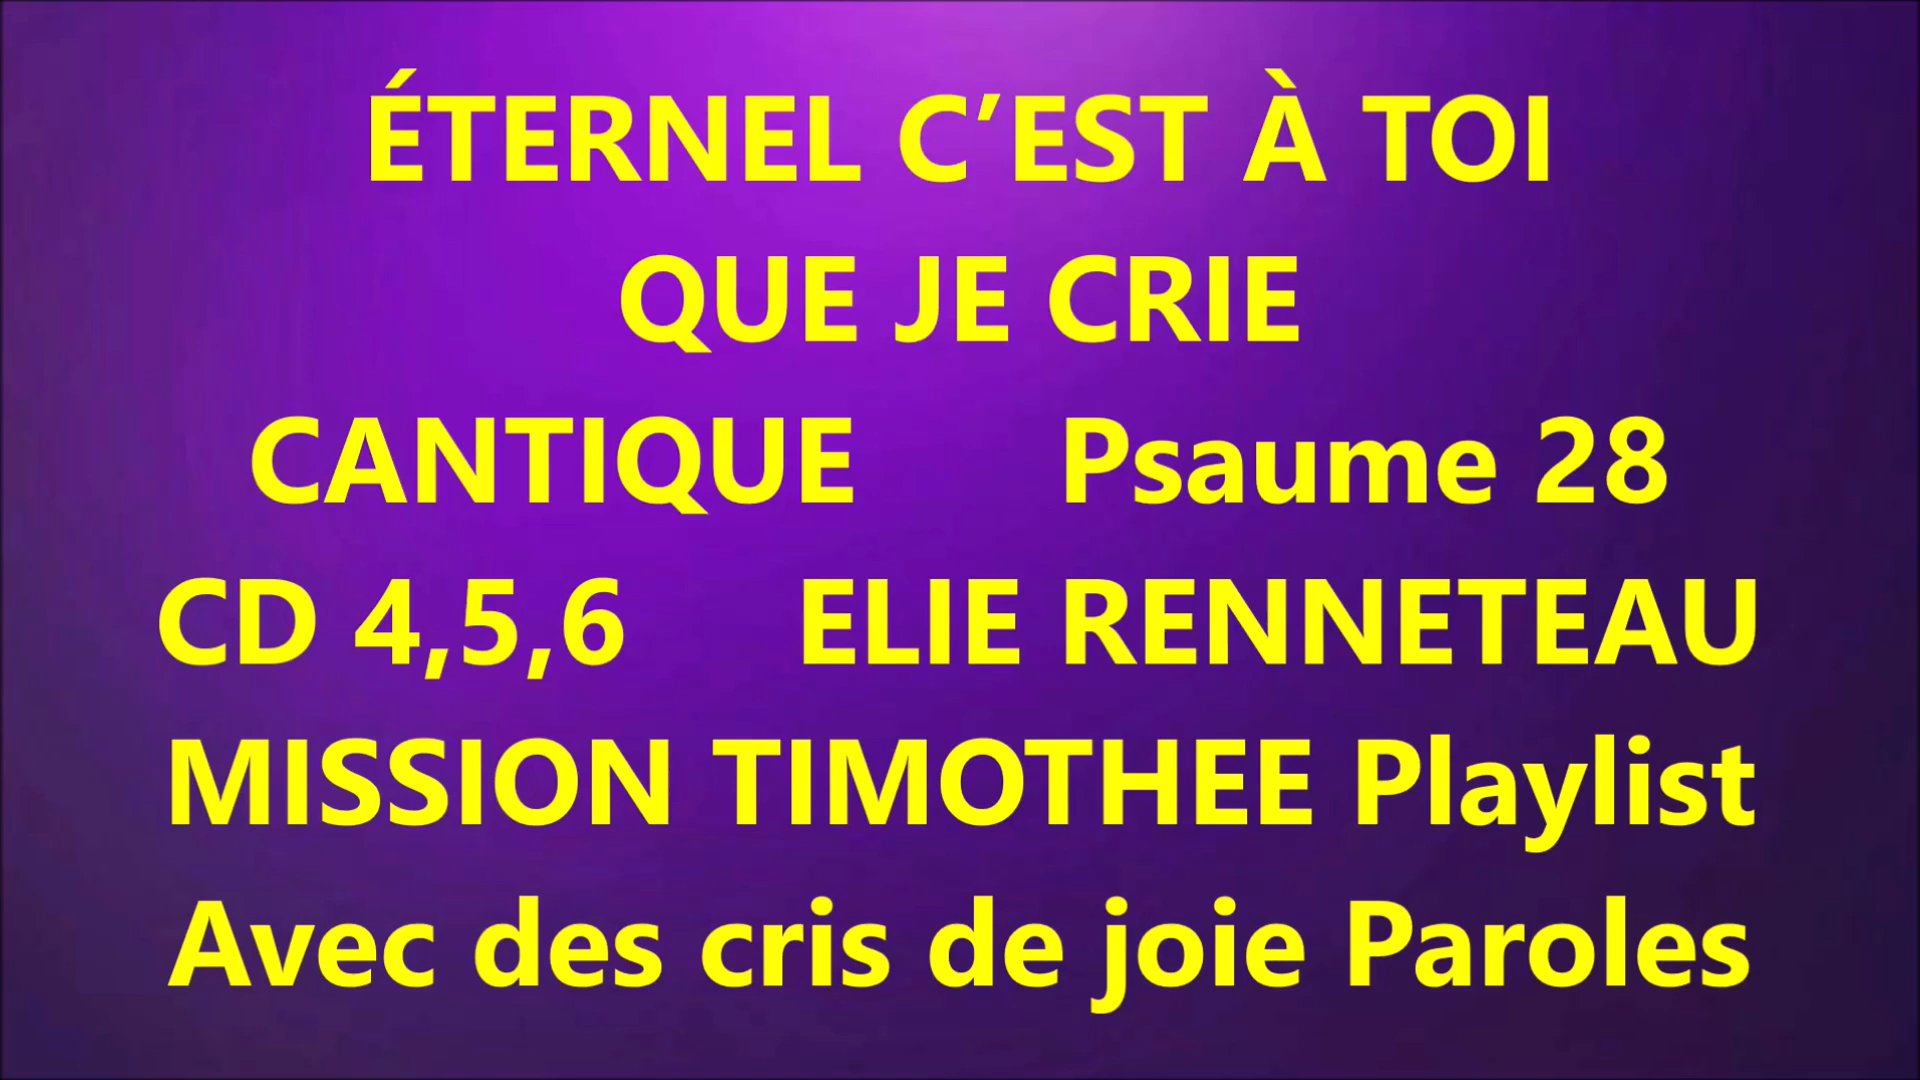 ÉTERNEL C’EST À TOI
QUE JE CRIE
CANTIQUE Psaume 28
CD 4,5,6 ELIE RENNETEAU
MISSION TIMOTHEE Playlist
Avec des cris de joie Paroles